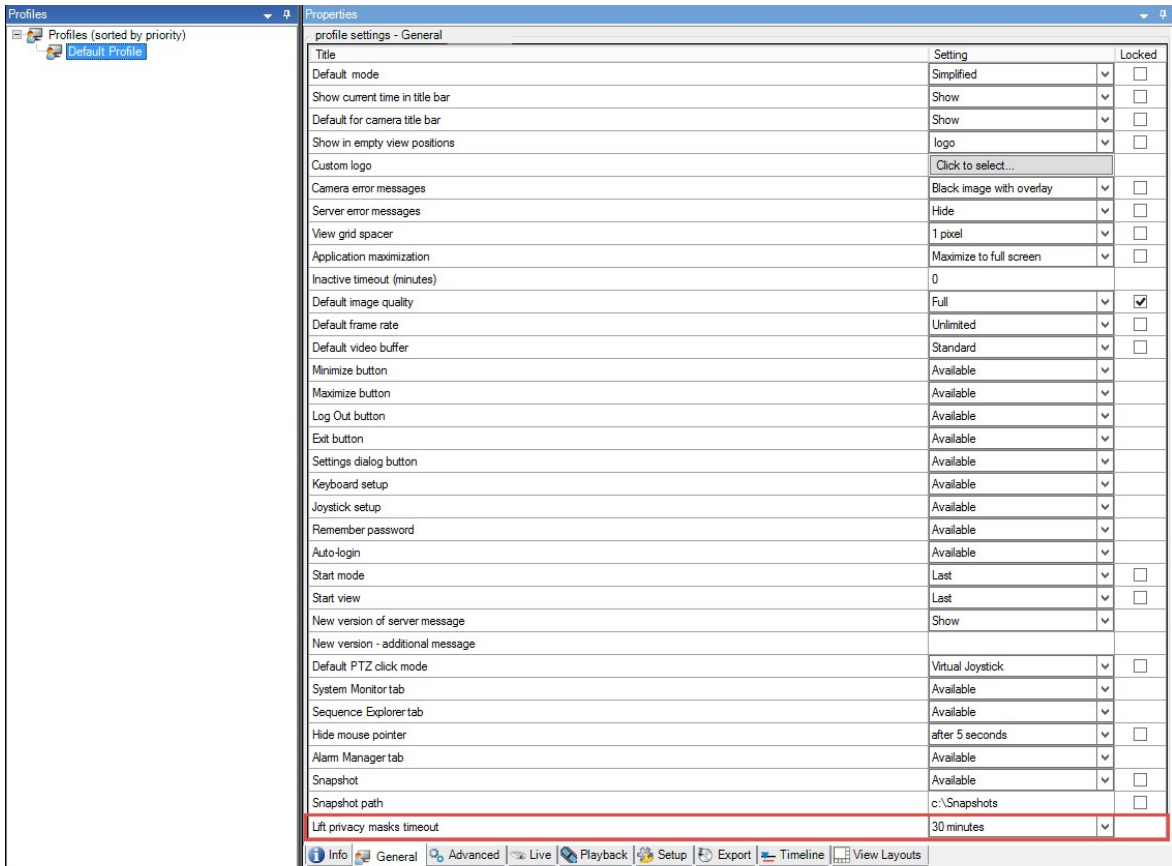 Profiles
Profiles (sorted by priority)
Default Profile
Properties
profile settings - General
Title Setting Locked
Default mode Simplified
Show current time in title bar Show
Default for camera title bar Show
Show in empty view positions logo
Custom logo Click to select...
Camera error messages Black image with overlay
Server error messages Hide
View grid spacer 1 pixel
Application maximization Maximize to full screen
Inactive timeout (minutes) 0
Default image quality Full
Default frame rate Unlimited
Default video buffer Standard
Minimize button Available
Maximize button Available
Log Out button Available
Exit button Available
Settings dialog button Available
Keyboard setup Available
Joystick setup Available
Remember password Available
Auto-login Available
Start mode Last
Start view Last
New version of server message Show
New version - additional message
Default PTZ click mode Virtual Joystick
System Monitor tab Available
Sequence Explorer tab Available
Hide mouse pointer after 5 seconds
Alarm Manager tab Available
Snapshot Available
Snapshot path c:\Snapshots
Lift privacy masks timeout 30 minutes
Info General Advanced Live Playback Setup Export Timeline View Layouts